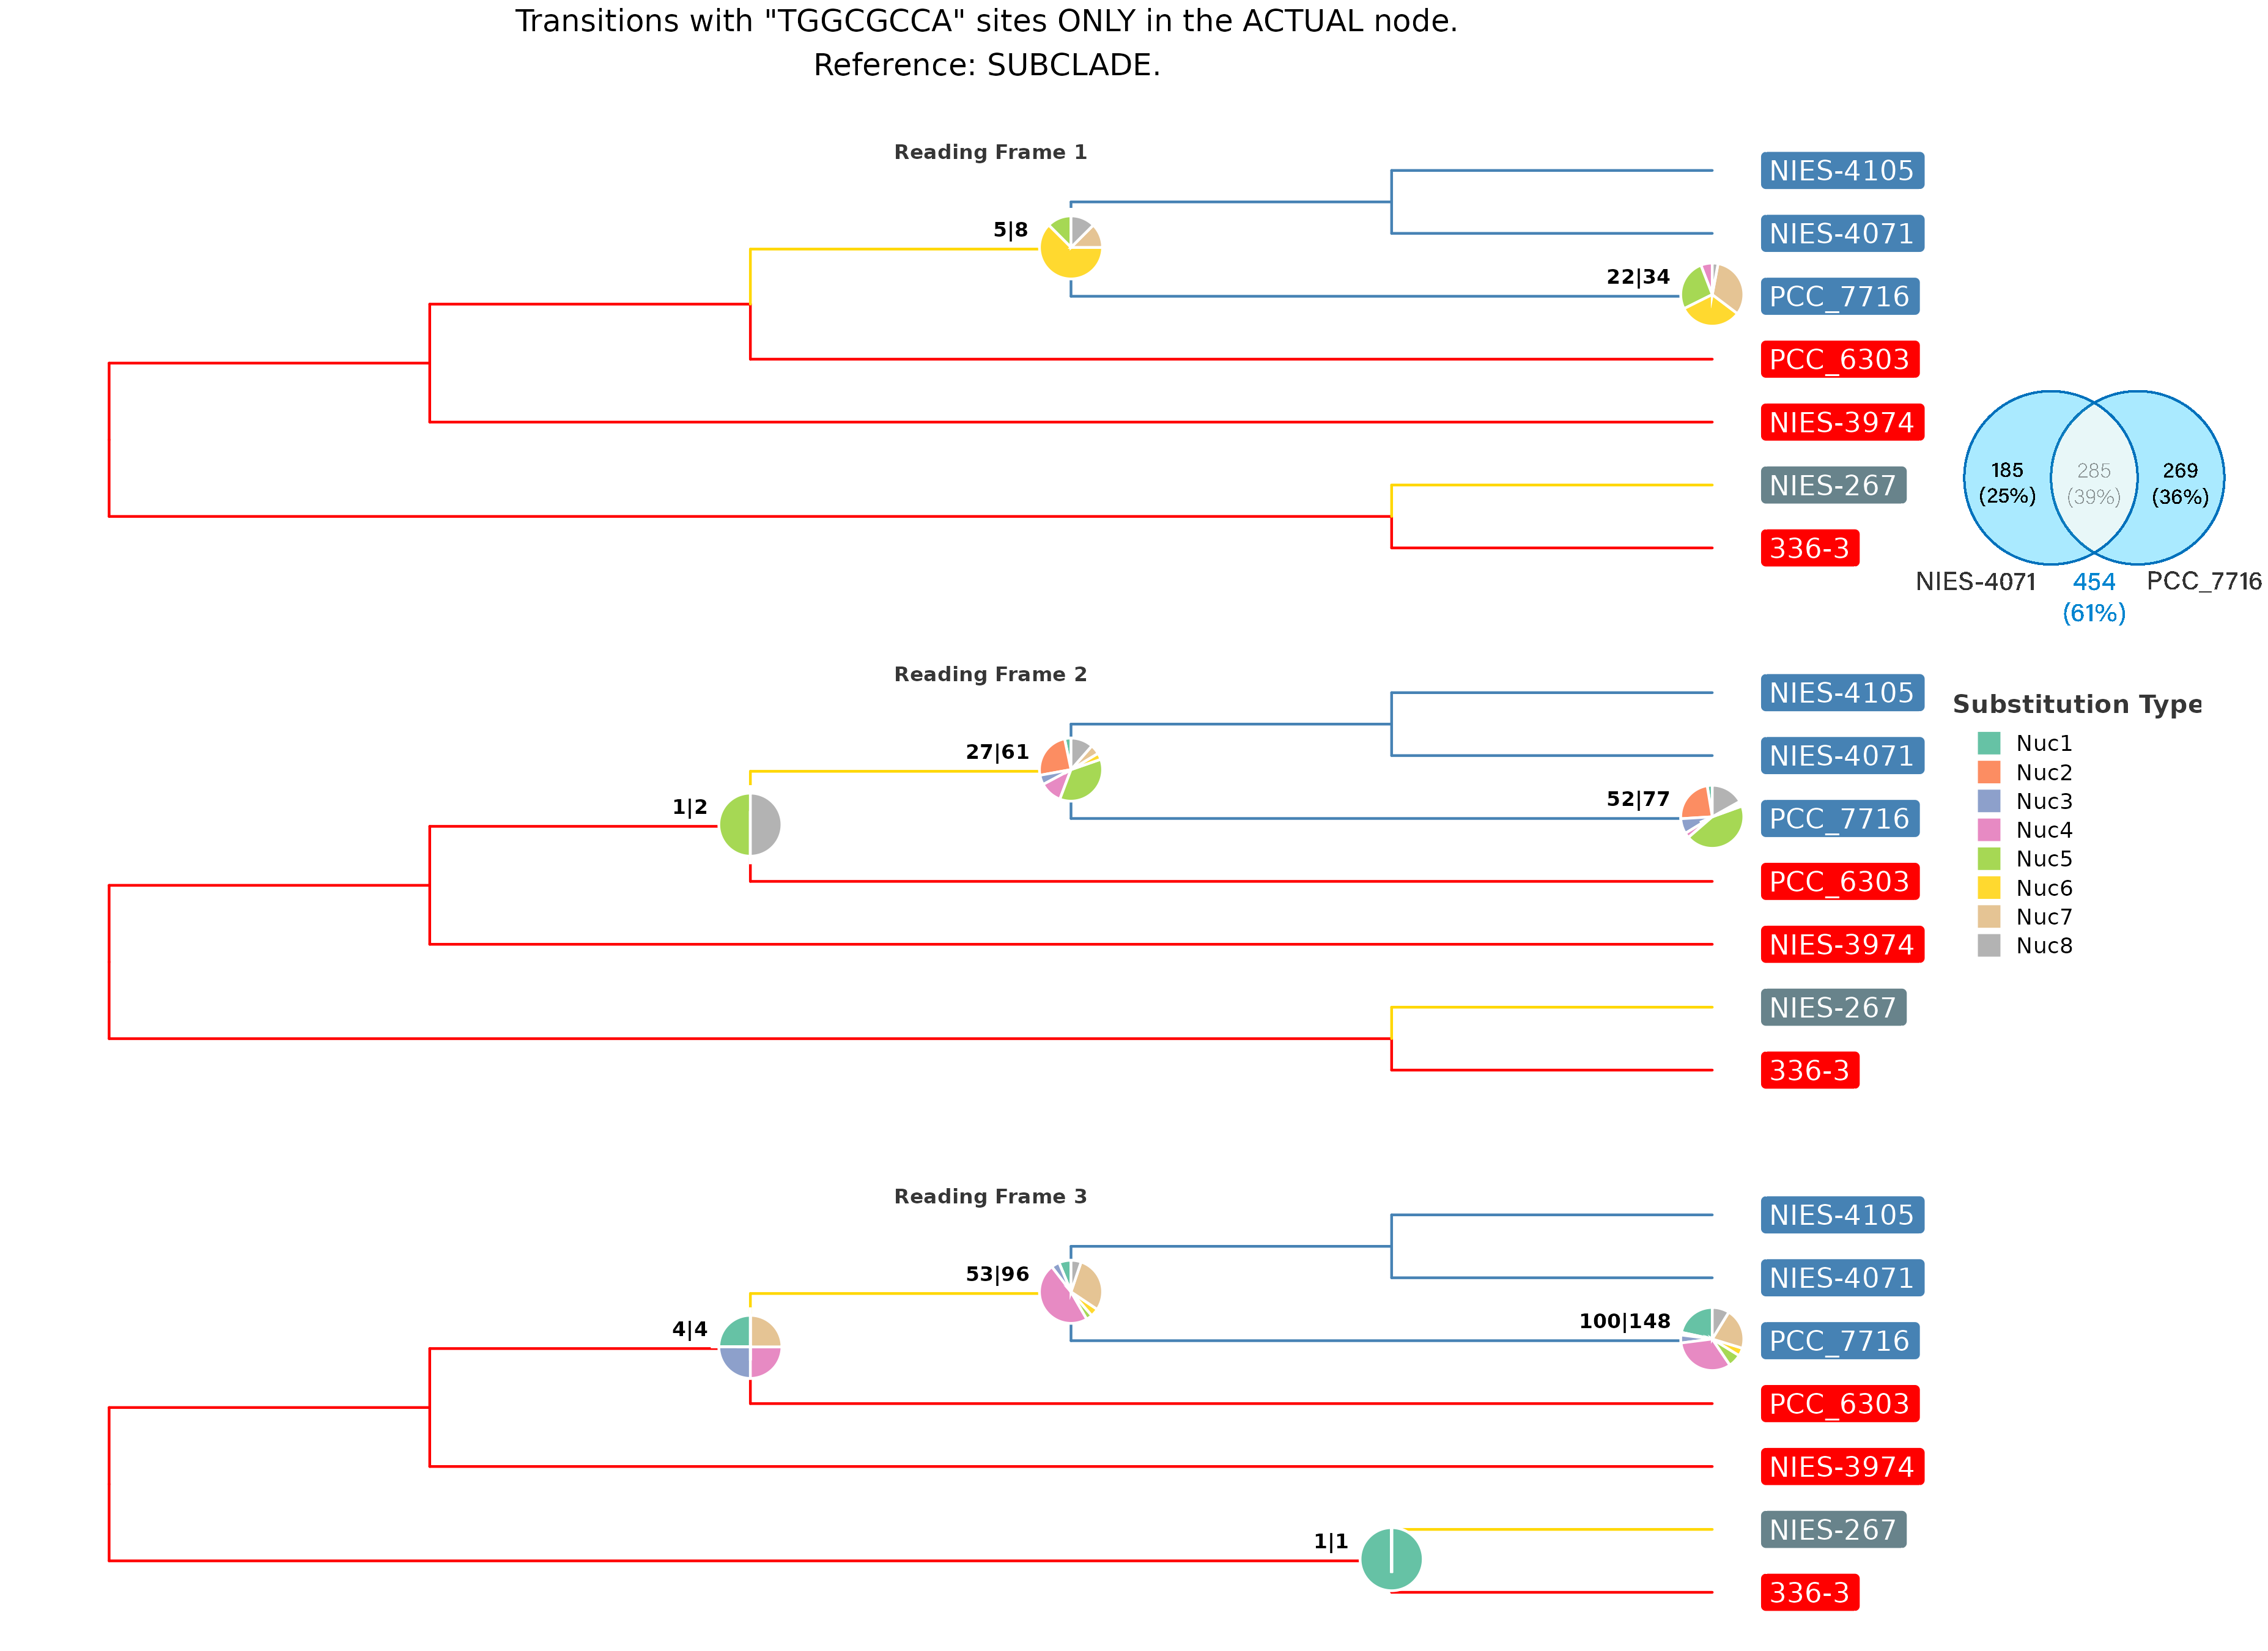 Transitions with "TGGCGCCA" sites ONLY in the ACTUAL node.
Reference: SUBCLADE.
Reading Frame 1
NIES-4105
5|8
NIES-4071
22|34
PCC_7716
PCC_6303
NIES-3974
NIES-267
336-3
185
(25%)
285
(39%)
269
(36%)
NIES-4071
454
(61%)
PCC_7716
Reading Frame 2
NIES-4105
27|61
NIES-4071
1|2
52|77
PCC_7716
PCC_6303
NIES-3974
NIES-267
336-3
Substitution Type
Nuc1
Nuc2
Nuc3
Nuc4
Nuc5
Nuc6
Nuc7
Nuc8
Reading Frame 3
NIES-4105
53|96
NIES-4071
4|4
100|148
PCC_7716
PCC_6303
NIES-3974
1|1
NIES-267
336-3